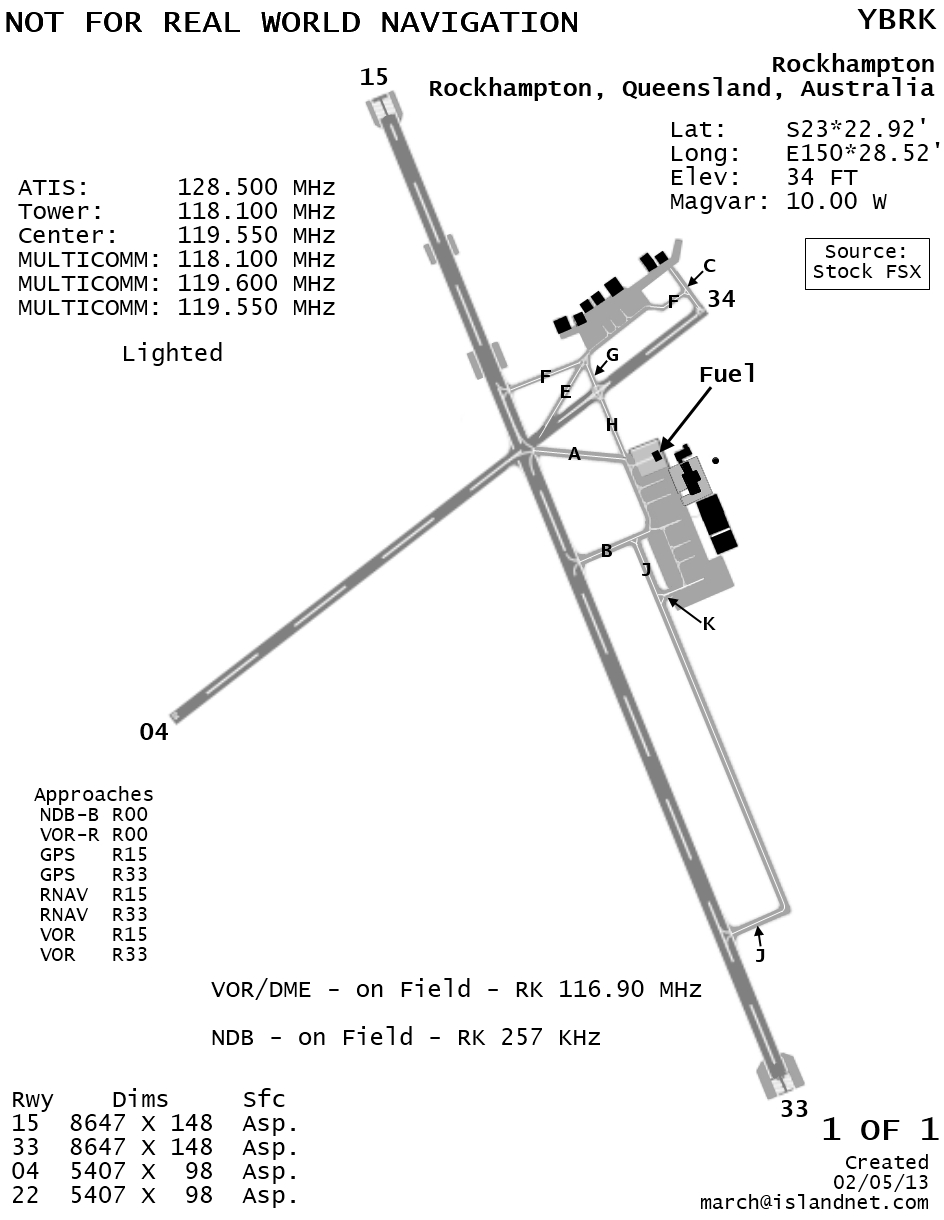 NOT FOR REAL WORLD NAVIGATION
YBRK
Rockhampton
Rockhampton, Queensland, Australia
Lat: S23*22.92'
Long: E150*28.52'
Elev: 34 FT
Magvar: 10.00 W
Source:
Stock FSX
ATIS: 128.500 MHz
Tower: 118.100 MHz
Center: 119.550 MHz
MULTICOMM: 118.100 MHz
MULTICOMM: 119.600 MHz
MULTICOMM: 119.550 MHz
Lighted
15
C
F
34
G
F
E
Fuel
H
A
B
J
K
04
Approaches
NDB-B R00
VOR-R R00
GPS R15
GPS R33
RNAV R15
RNAV R33
VOR R15
VOR R33
J
VOR/DME - on Field - RK 116.90 MHz
NDB - on Field - RK 257 KHz
33
Rwy Dims Sfc
15 8647 X 148 Asp.
33 8647 X 148 Asp.
04 5407 X 98 Asp.
22 5407 X 98 Asp.
1 OF 1
Created
02/05/13
march@islandnet.com